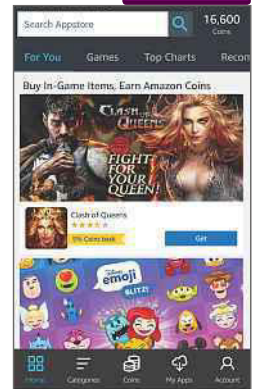 Search Appstore
16,600
Coins
For You Games Top Charts Recon
Buy In-Game Items, Earn Amazon Coins
CLASH OF
QUEENS
FIGHT
FOR
YOUR
QUEEN!
Clash of Queens
Coins back
Get
Disney
emoji
BLITZ!
Home Categories Coins My Apps Account